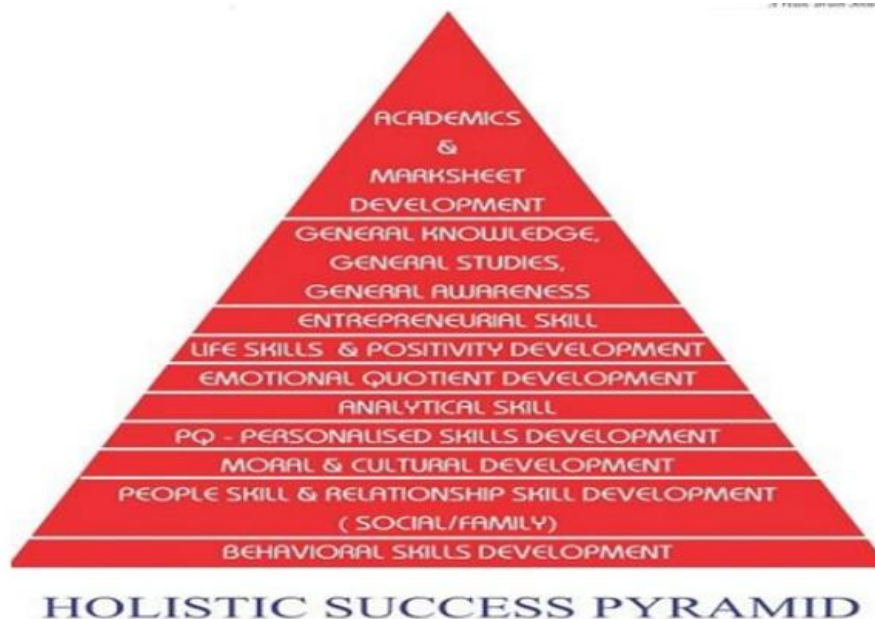 ACADEMICS
&
MARKSHEET
DEVELOPMENT
GENERAL KNOWLEDGE,
GENERAL STUDIES,
GENERAL AWARENESS
ENTREPRENEURIAL SKILL
LIFE SKILLS & POSITIVITY DEVELOPMENT
EMOTIONAL QUOTIENT DEVELOPMENT
ANALYTICAL SKILL
PQ - PERSONALISED SKILLS DEVELOPMENT
MORAL & CULTURAL DEVELOPMENT
PEOPLE SKILL & RELATIONSHIP SKILL DEVELOPMENT
( SOCIAL/FAMILY)
BEHAVIORAL SKILLS DEVELOPMENT
HOLISTIC SUCCESS PYRAMID